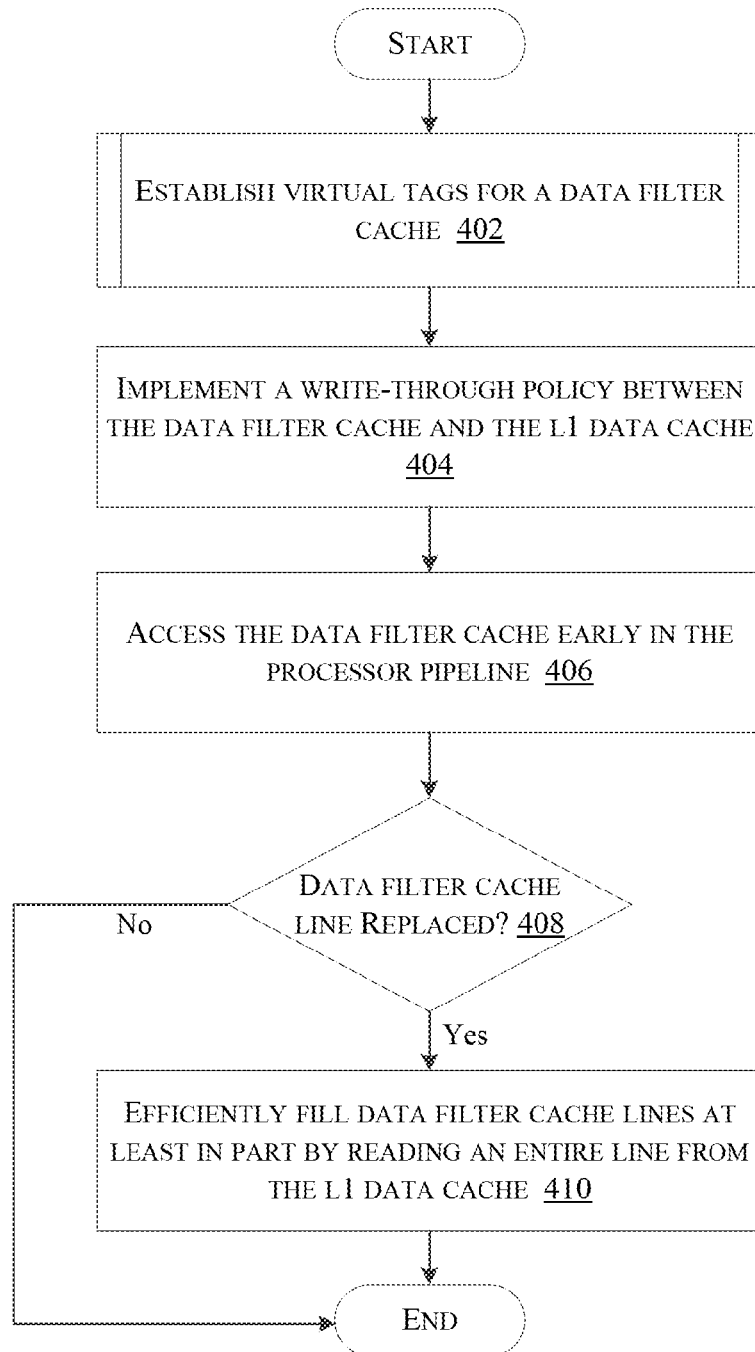 START
ESTABLISH VIRTUAL TAGS FOR A DATA FILTER
CACHE 402
IMPLEMENT A WRITE-THROUGH POLICY BETWEEN
THE DATA FILTER CACHE AND THE L1 DATA CACHE
404
ACCESS THE DATA FILTER CACHE EARLY IN THE
PROCESSOR PIPELINE 406
DATA FILTER CACHE
LINE REPLACED? 408
No
Yes
EFFICIENTLY FILL DATA FILTER CACHE LINES AT
LEAST IN PART BY READING AN ENTIRE LINE FROM
THE L1 DATA CACHE 410
END